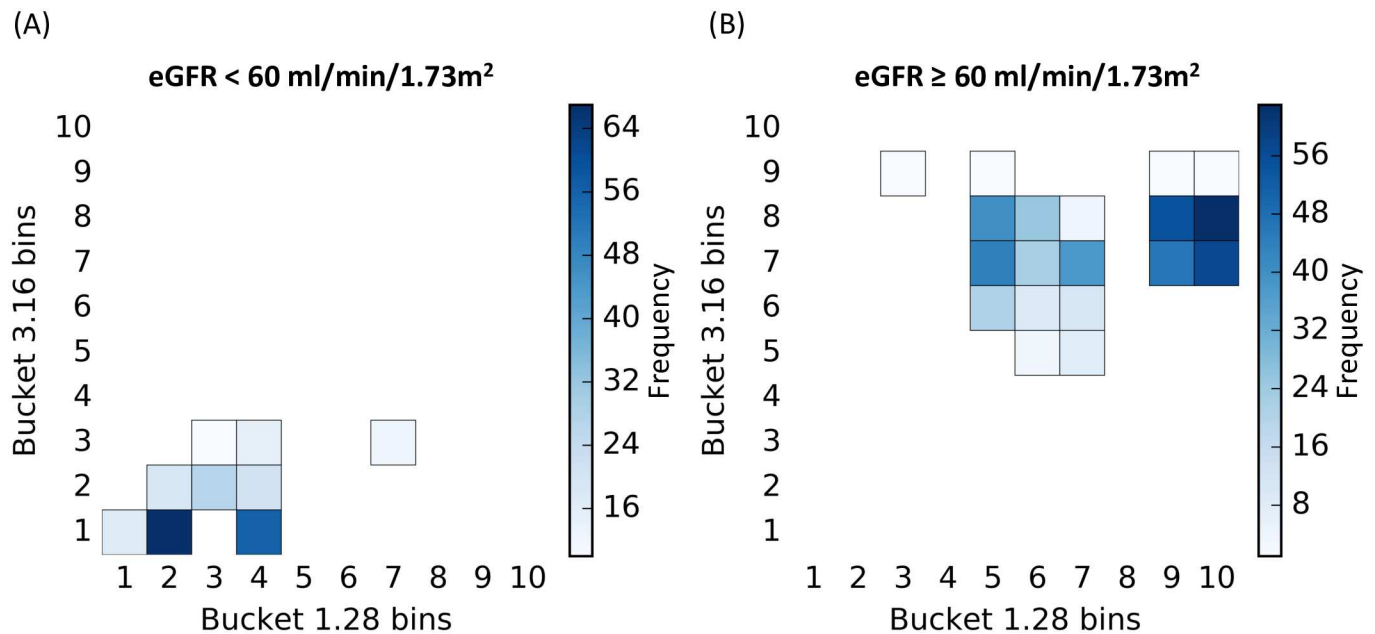 (A)
eGFR < 60 ml/min/1.73m²
10
9
8
7
6
5
4
3
2
1
Bucket 3.16 bins
1 2 3 4 5 6 7 8 9 10
Bucket 1.28 bins
64
56
48
40
32
24
16
Frequency
(B)
eGFR ≥ 60 ml/min/1.73m²
10
9
8
7
6
5
4
3
2
1
Bucket 3.16 bins
1 2 3 4 5 6 7 8 9 10
Bucket 1.28 bins
56
48
40
32
24
16
8
Frequency